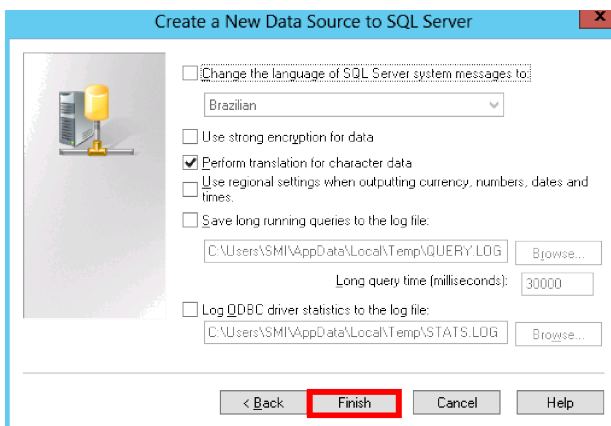 Create a New Data Source to SQL Server
x
Change the language of SQL Server system messages to:
Brazilian
Use strong encryption for data
Perform translation for character data
Use regional settings when outputting currency, numbers, dates and
times.
Save long running queries to the log file:
C:\Users\SMI\AppData\Local\Temp\QUERY.LOG
Browse...
Long query time (milliseconds):
30000
Log ODBC driver statistics to the log file:
C:\Users\SMI\AppData\Local\Temp\STATS.LOG
Browse...
< Back
Finish
Cancel
Help